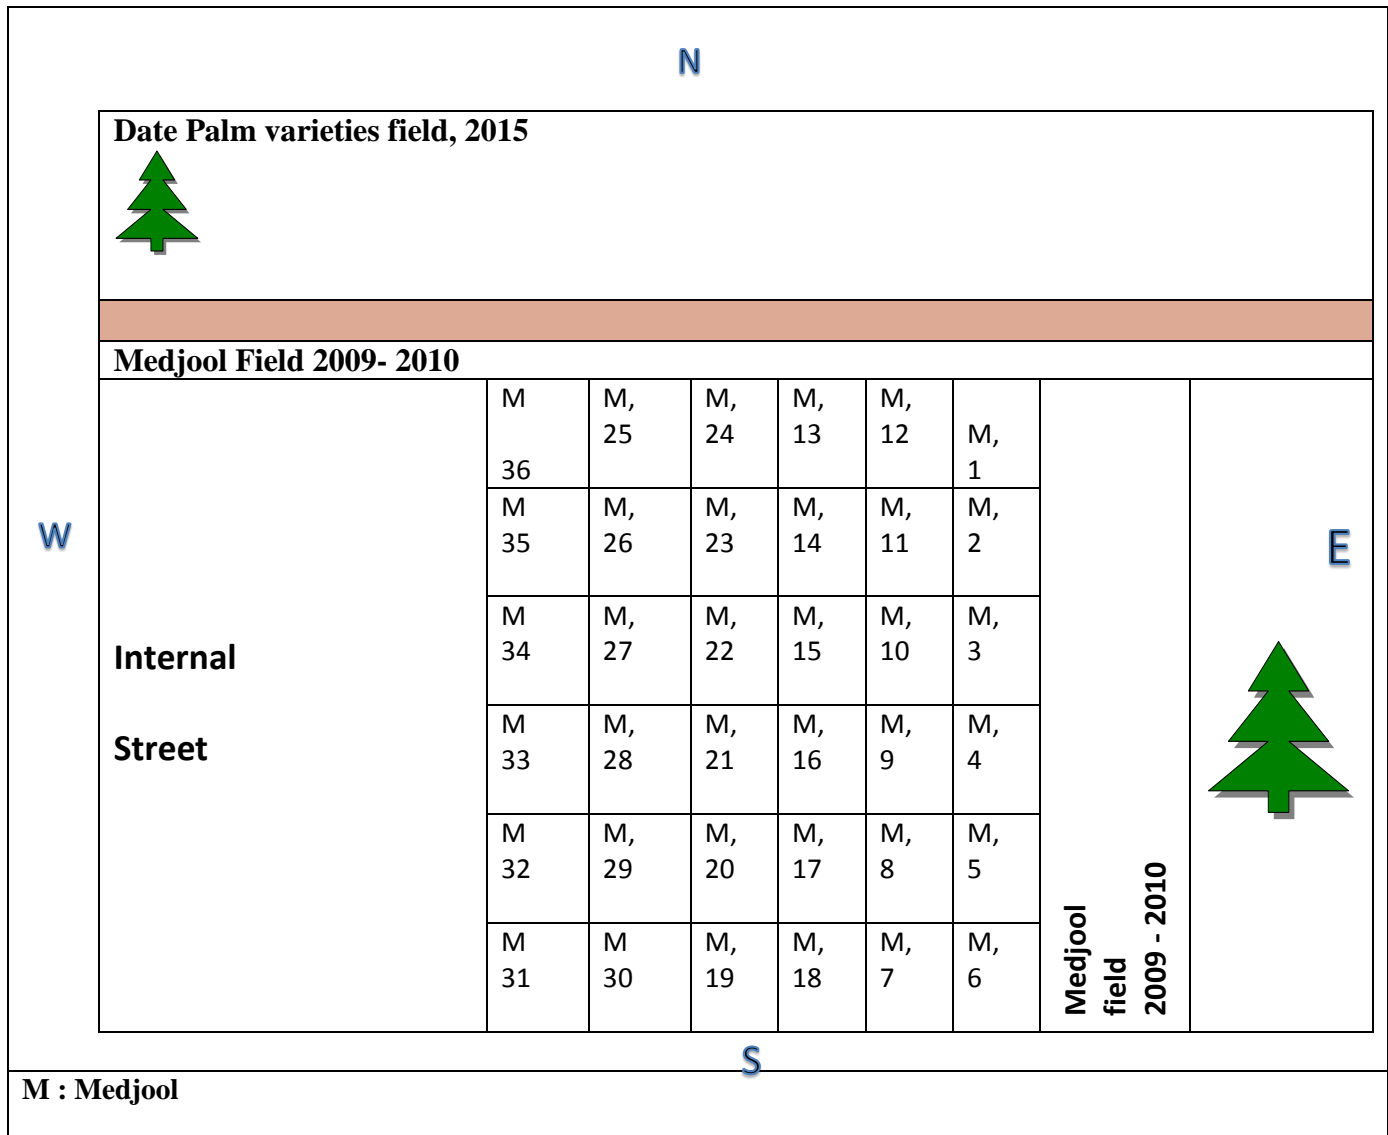 N
Date Palm varieties field, 2015
Medjool Field 2009- 2010
W
Internal
Street
M
36
M,
25
M,
24
M,
13
M,
12
M,
1
M
35
M,
26
M,
23
M,
14
M,
11
M,
2
M
34
M,
27
M,
22
M,
15
M,
10
M,
3
M
33
M,
28
M,
21
M,
16
M,
9
M,
4
M
32
M,
29
M,
20
M,
17
M,
8
M,
5
M
31
M
30
M,
19
M,
18
M,
7
M,
6
Medjool
field
2009 - 2010
E
S
M : Medjool